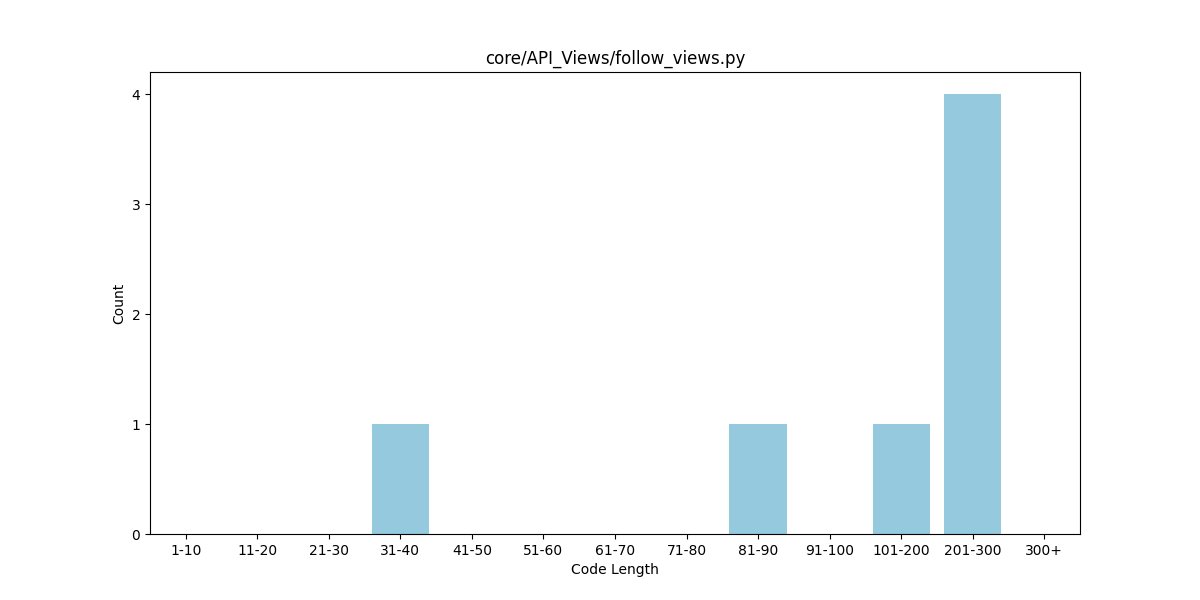 core/API_Views/follow_views.py
4
3
2
1
0
Count
1-10 11-20 21-30 31-40 41-50 51-60 61-70 71-80 81-90 91-100 101-200 201-300 300+
Code Length